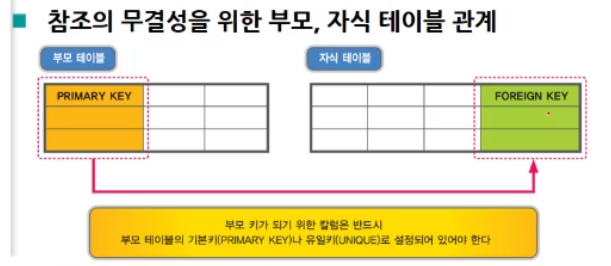 참조의 무결성을 위한 부모, 자식 테이블 관계
부모 테이블
자식 테이블
PRIMARY KEY
FOREIGN KEY
부모 키가 되기 위한 칼럼은 반드시
부모 테이블의 기본키(PRIMARY KEY)나 유일키(UNIQUE)로 설정되어 있어야 한다